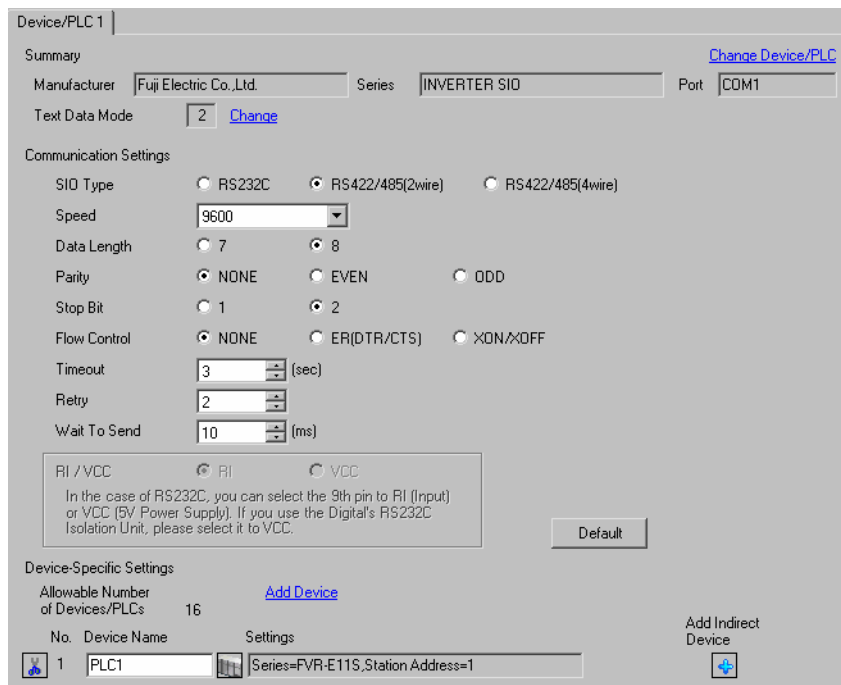 Device/PLC 1
Summary
Change Device/PLC
Manufacturer Fuji Electric Co.,Ltd. Series INVERTER SIO Port COM1
Text Data Mode 2 Change
Communication Settings
SIO Type RS232C RS422/485(2wire) RS422/485(4wire)
Speed 9600
Data Length 7 8
Parity NONE EVEN ODD
Stop Bit 1 2
Flow Control NONE ER(DTR/CTS) XON/XOFF
Timeout 3 (sec)
Retry 2
Wait To Send 10 (ms)
RI / VCC RI VCC
In the case of RS232C, you can select the 9th pin to RI (Input)
or VCC (5V Power Supply). If you use the Digital's RS232C
Isolation Unit, please select it to VCC.
Default
Device-Specific Settings
Allowable Number
of Devices/PLCs 16
Add Device
Add Indirect
Device
No. Device Name Settings
1 PLC1 Series=FVR-E11S,Station Address=1